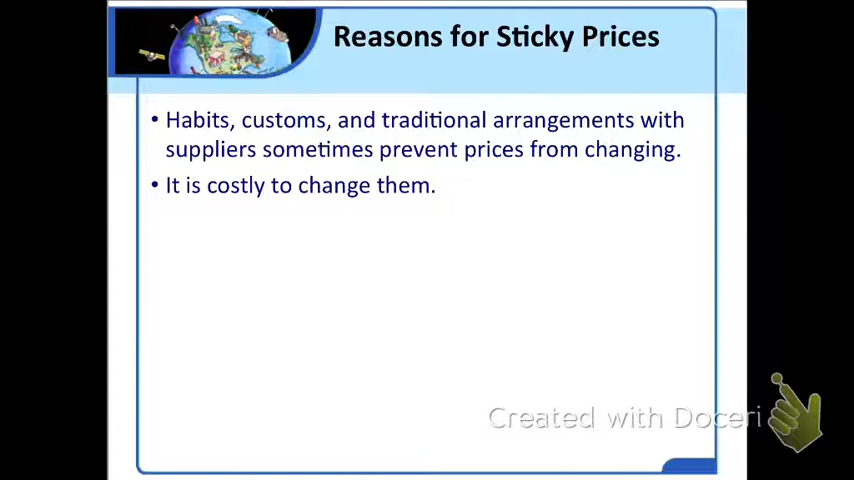 Reasons for Sticky Prices
• Habits, customs, and traditional arrangements with
suppliers sometimes prevent prices from changing.
• It is costly to change them.
Created with Doceri